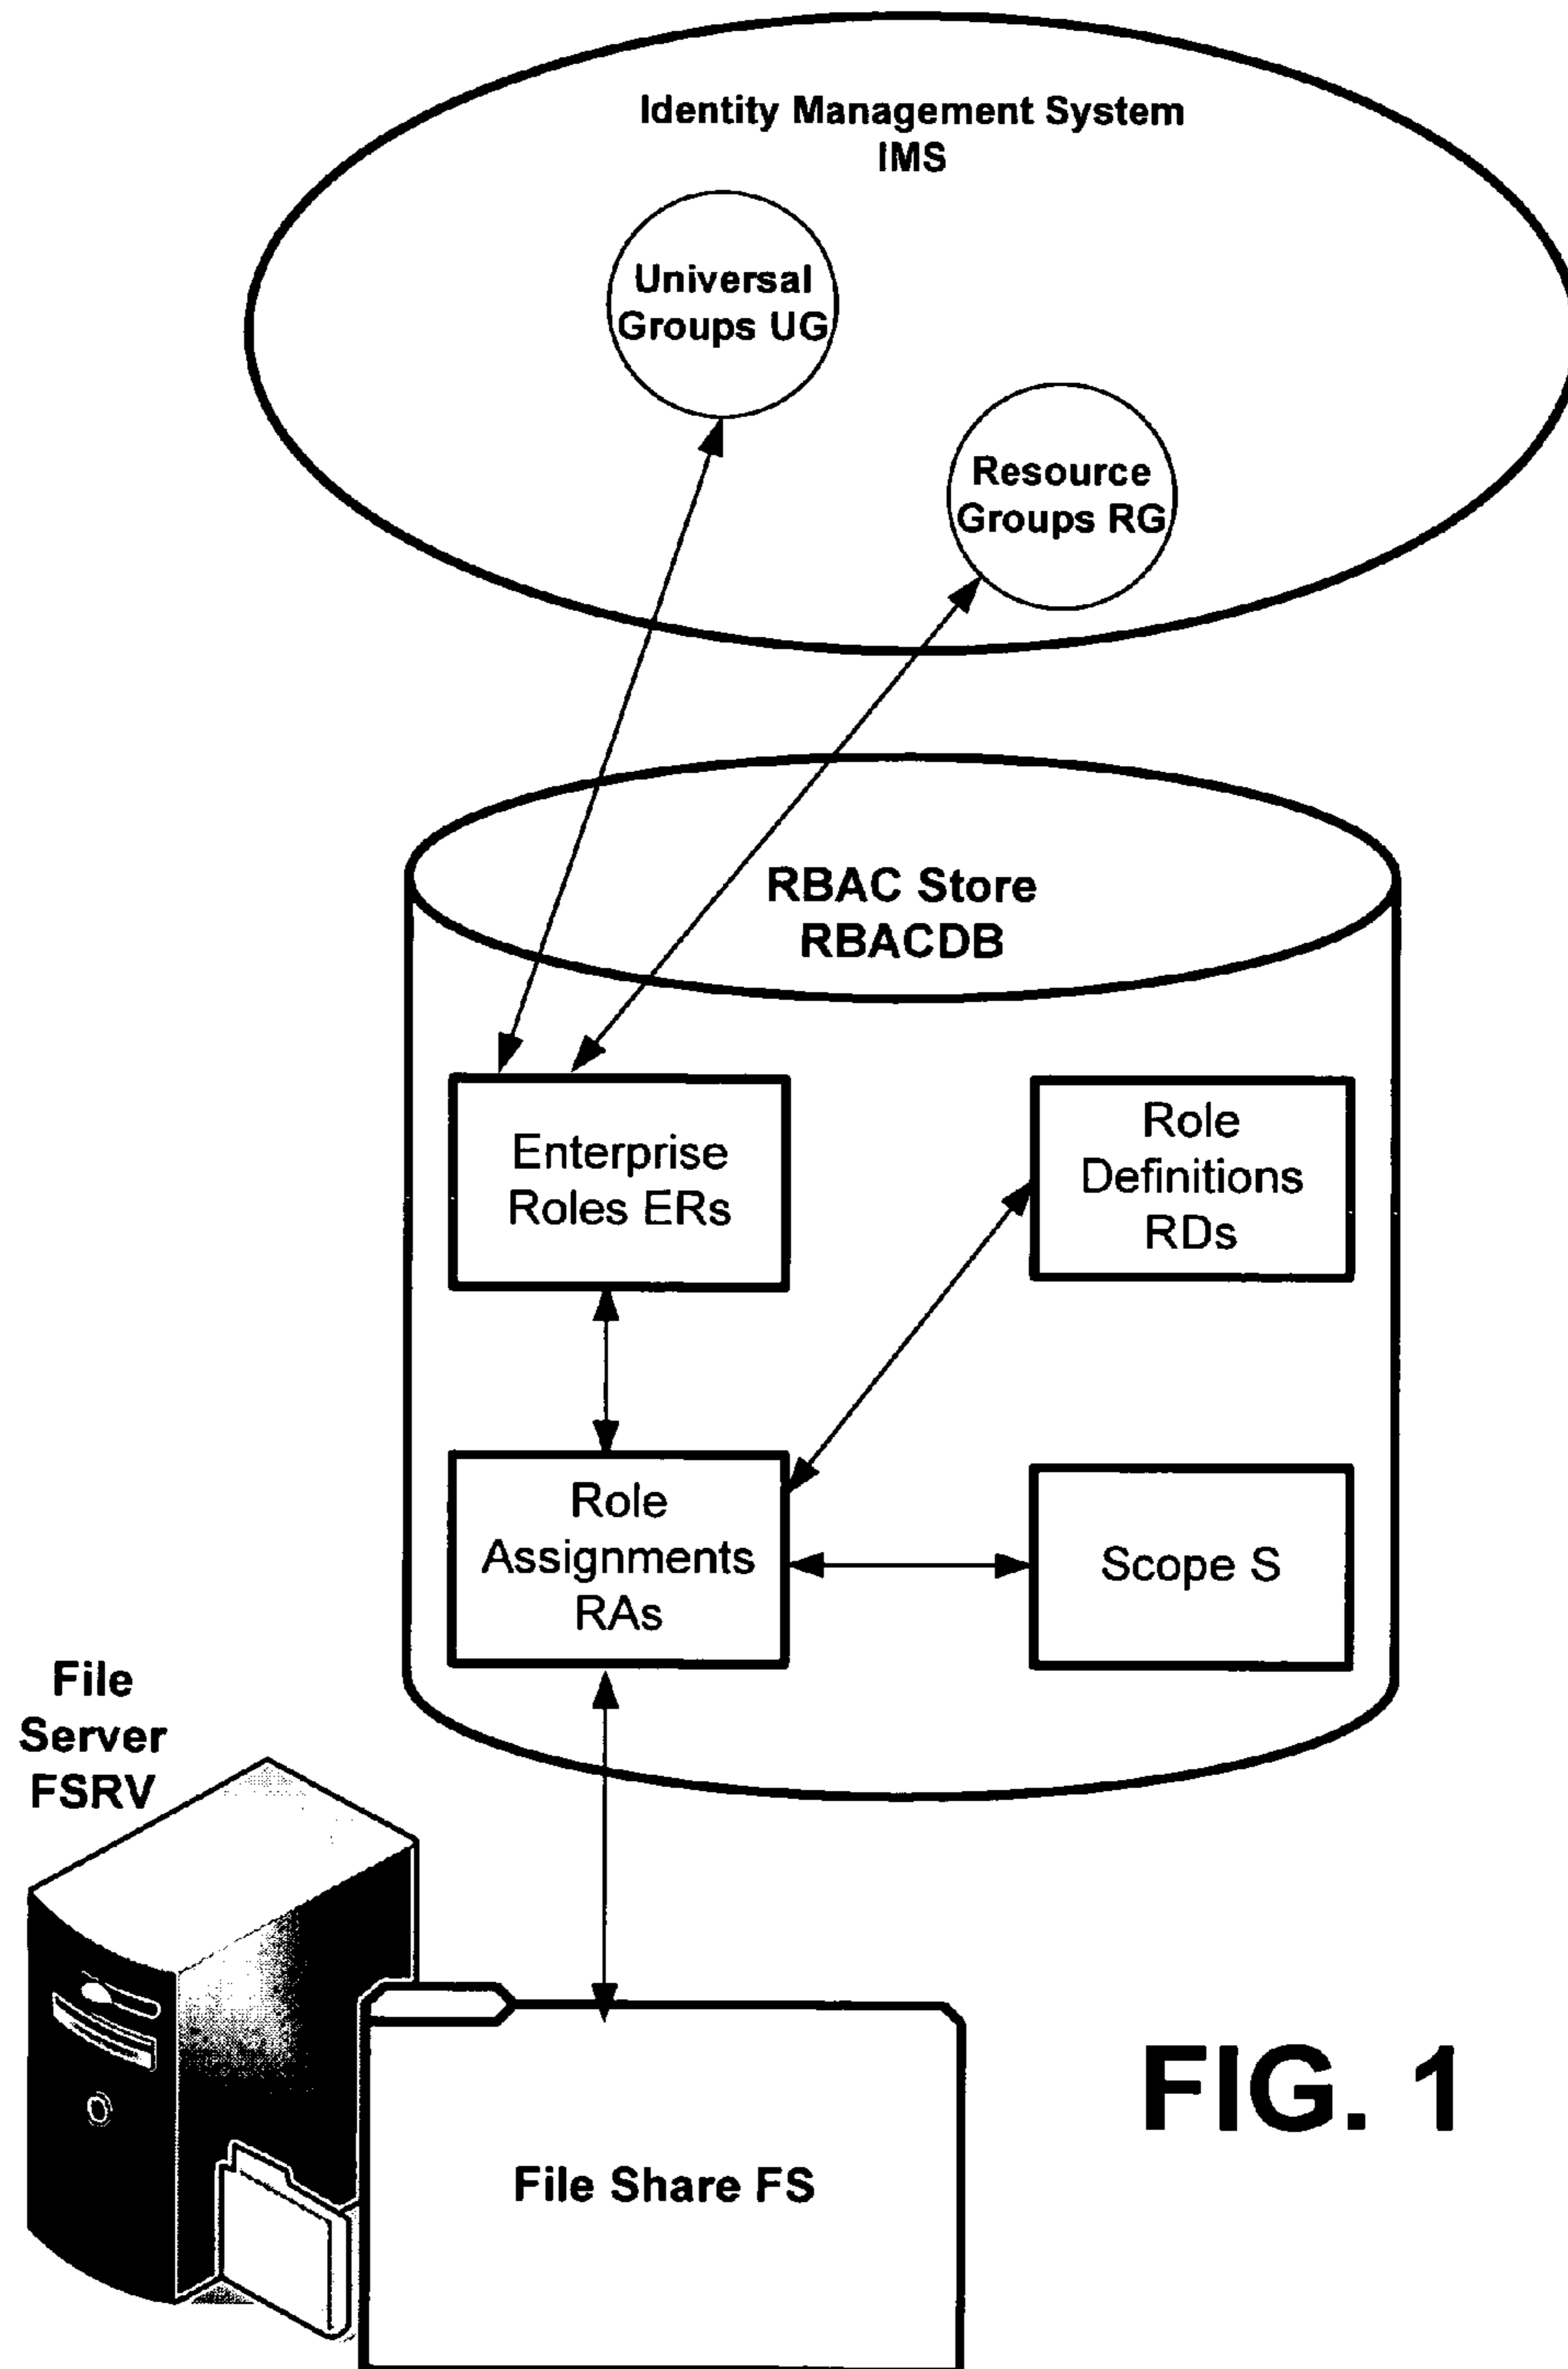 Identity Management System
IMS
Universal
Groups UG
Resource
Groups RG
RBAC Store
RBACDB
Enterprise
Roles ERs
Role
Definitions
RDs
Role
Assignments
RAs
Scope S
File
Server
FSRV
File Share FS
FIG. 1